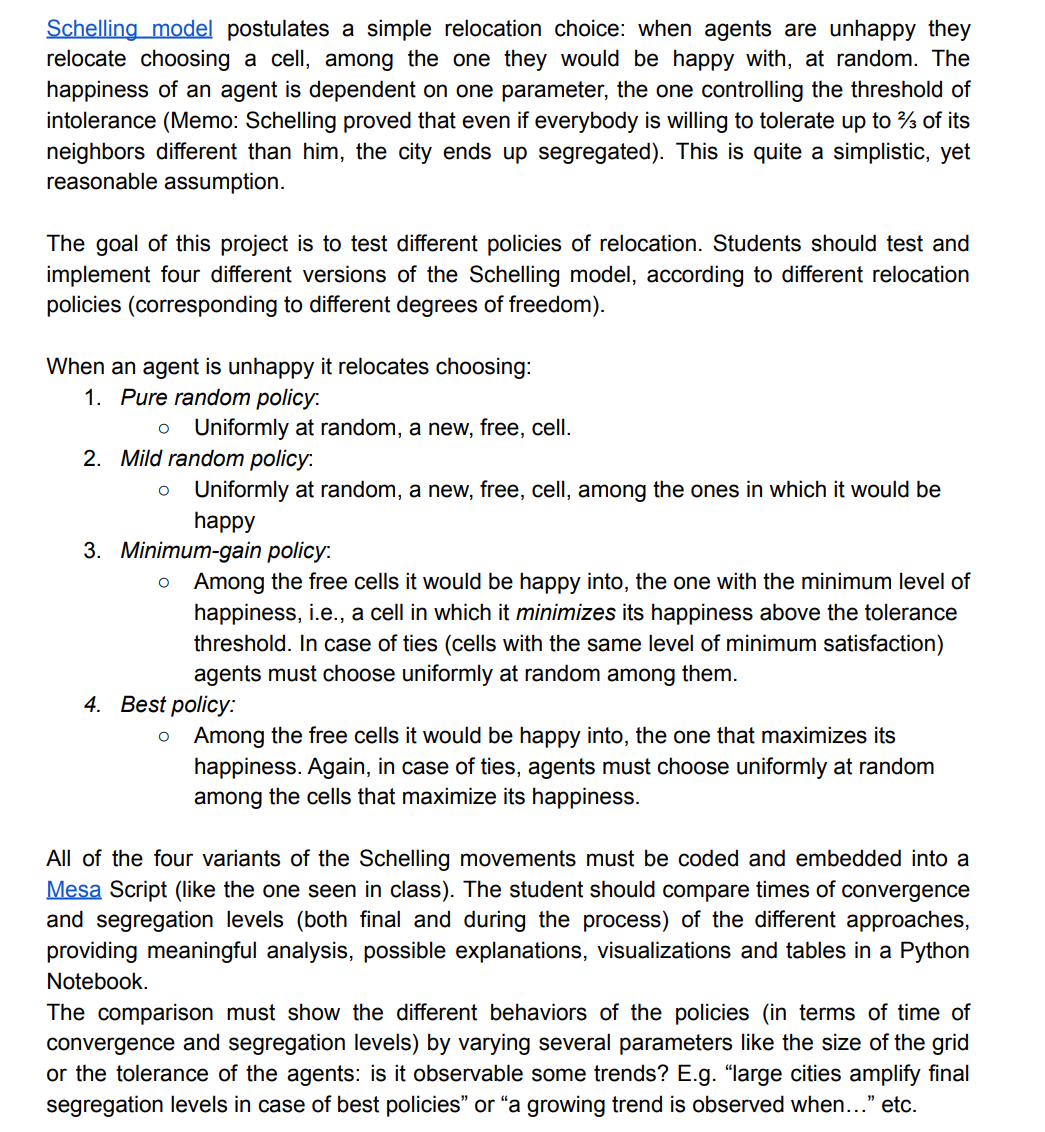 Schelling model postulates a simple relocation choice: when agents are unhappy they
relocate choosing a cell, among the one they would be happy with, at random. The
happiness of an agent is dependent on one parameter, the one controlling the threshold of
intolerance (Memo: Schelling proved that even if everybody is willing to tolerate up to ⅔ of its
neighbors different than him, the city ends up segregated). This is quite a simplistic, yet
reasonable assumption.
The goal of this project is to test different policies of relocation. Students should test and
implement four different versions of the Schelling model, according to different relocation
policies (corresponding to different degrees of freedom).
When an agent is unhappy it relocates choosing:
1. Pure random policy:
○ Uniformly at random, a new, free, cell.
2. Mild random policy:
○ Uniformly at random, a new, free, cell, among the ones in which it would be
happy
3. Minimum-gain policy:
○ Among the free cells it would be happy into, the one with the minimum level of
happiness, i.e., a cell in which it minimizes its happiness above the tolerance
threshold. In case of ties (cells with the same level of minimum satisfaction)
agents must choose uniformly at random among them.
4. Best policy:
○ Among the free cells it would be happy into, the one that maximizes its
happiness. Again, in case of ties, agents must choose uniformly at random
among the cells that maximize its happiness.
All of the four variants of the Schelling movements must be coded and embedded into a
Mesa Script (like the one seen in class). The student should compare times of convergence
and segregation levels (both final and during the process) of the different approaches,
providing meaningful analysis, possible explanations, visualizations and tables in a Python
Notebook.
The comparison must show the different behaviors of the policies (in terms of time of
convergence and segregation levels) by varying several parameters like the size of the grid
or the tolerance of the agents: is it observable some trends? E.g. “large cities amplify final
segregation levels in case of best policies” or “a growing trend is observed when…” etc.